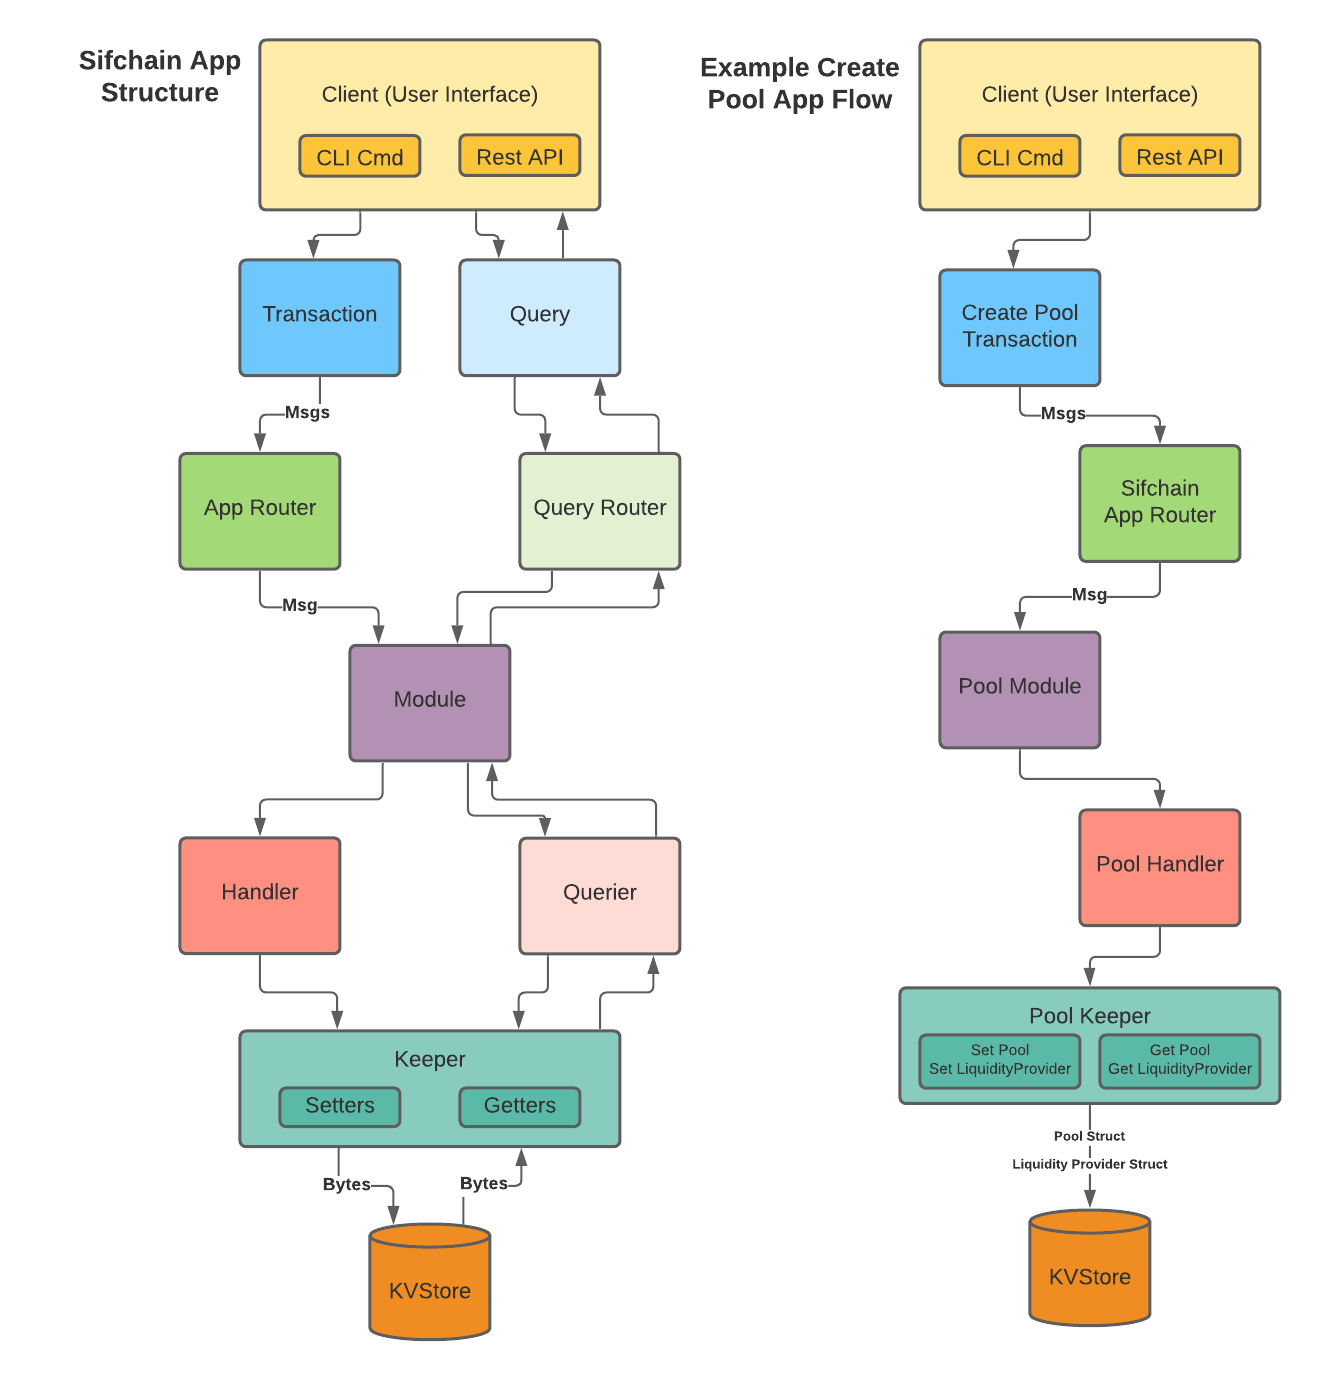 Sifchain App
Structure
Client (User Interface)
CLI Cmd
Rest API
Transaction
Query
Msgs
App Router
Query Router
Msg
Module
Handler
Querier
Keeper
Setters
Getters
Bytes
Bytes
KVStore
Example Create
Pool App Flow
Client (User Interface)
CLI Cmd
Rest API
Create Pool
Transaction
Msgs
Sifchain
App Router
Msg
Pool Module
Pool Handler
Pool Keeper
Set Pool
Set LiquidityProvider
Get Pool
Get LiquidityProvider
Pool Struct
Liquidity Provider Struct
KVStore